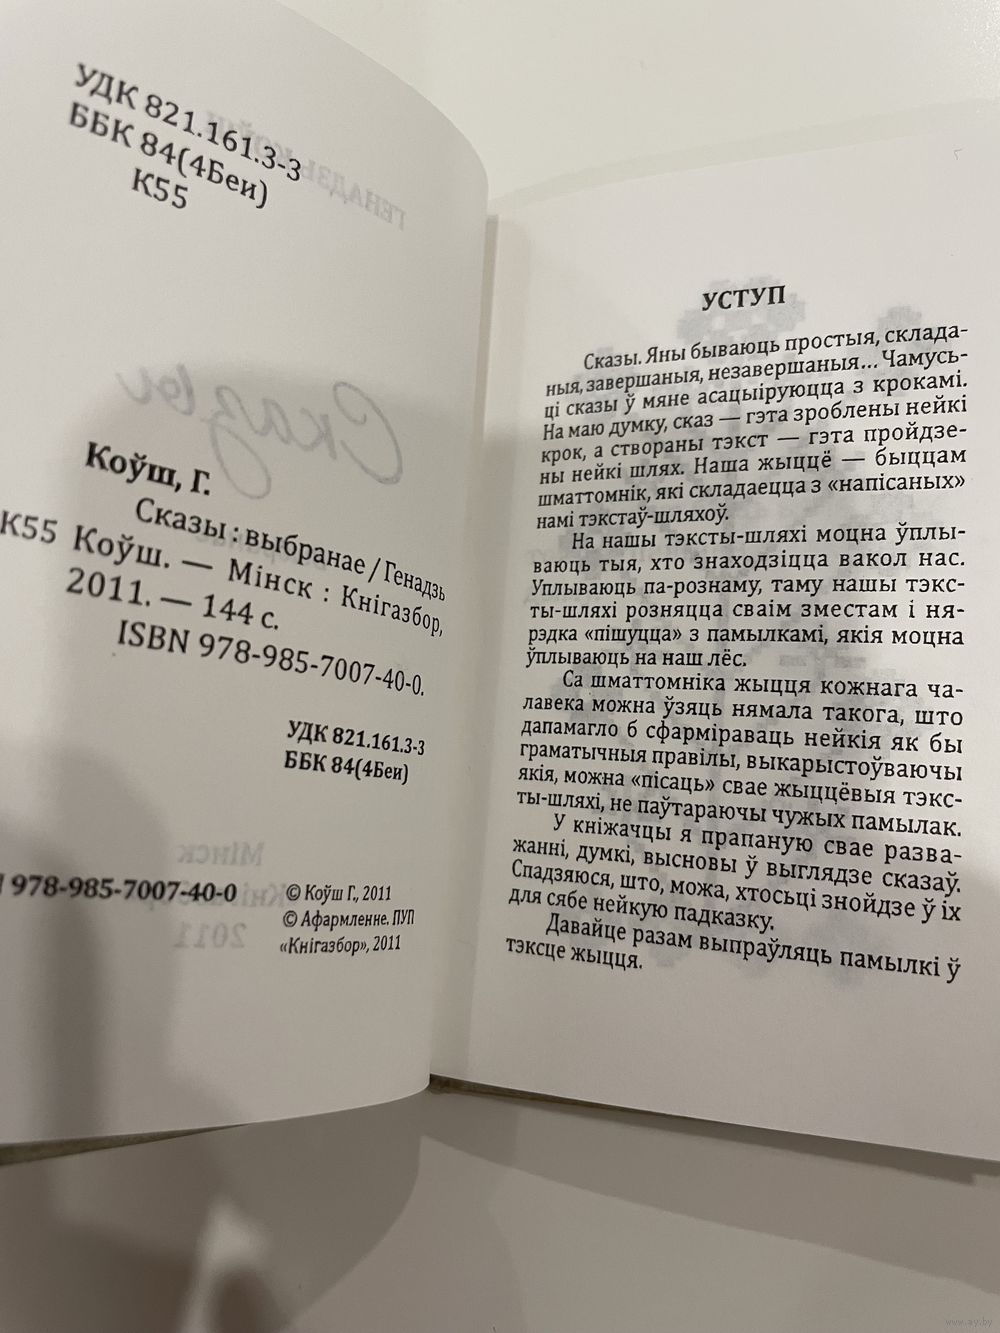 УДК 821.161.3-3
ББК 84(4Беи)
К55
Коўш, Г.
Сказы : выбранае / Генадзь
К55 Коўш. — Мінск : Кнігазбор,
2011. — 144 с.
ISBN 978-985-7007-40-0.
УДК 821.161.3-3
ББК 84(4Беи)
978-985-7007-40-0
© Коўш Г., 2011
© Афармленне. ПУП
«Кнігазбор», 2011
УСТУП
Сказы. Яны бываюць простыя, склада-
ныя, завершаныя, незавершаныя... Чамусь-
ці сказы ў мяне асацыіруюцца з крокамі.
На маю думку, сказ — гэта зроблены нейкі
крок, а створаны тэкст — гэта пройдзе-
ны нейкі шлях. Наша жыццё — быццам
шматтомнік, які складаецца з «напісаных»
намі тэкстаў-шляхоў.
На нашы тэксты-шляхі моцна ўплы-
ваюць тыя, хто знаходзіцца вакол нас.
Уплываюць па-рознаму, таму нашы тэкс-
ты-шляхі розняцца сваім зместам і ня-
рэдка «пішуцца» з памылкамі, якія моцна
ўплываюць на наш лёс.
Са шматтомніка жыцця кожнага ча-
лавека можна ўзяць нямала такога, што
дапамагло б сфарміраваць нейкія як бы
граматычныя правілы, выкарыстоўваючы
якія, можна «пісаць» свае жыццёвыя тэкс-
ты-шляхі, не паўтараючы чужых памылак.
У кніжачцы я прапаную свае разва-
жанні, думкі, высновы ў выглядзе сказаў.
Спадзяюся, што, можа, хтосьці знойдзе ў іх
для сябе нейкую падказку.
Давайце разам выпраўляць памылкі ў
тэксце жыцця.
www.ay.by